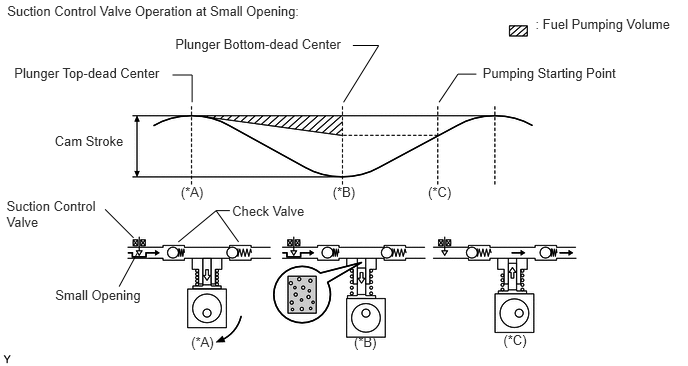 Suction Control Valve Operation at Small Opening:
: Fuel Pumping Volume
Plunger Bottom-dead Center
Plunger Top-dead Center
Pumping Starting Point
Cam Stroke
(*A)
(*B)
(*C)
Suction Control
Valve
Check Valve
Small Opening
(*A)
(*B)
(*C)
Y